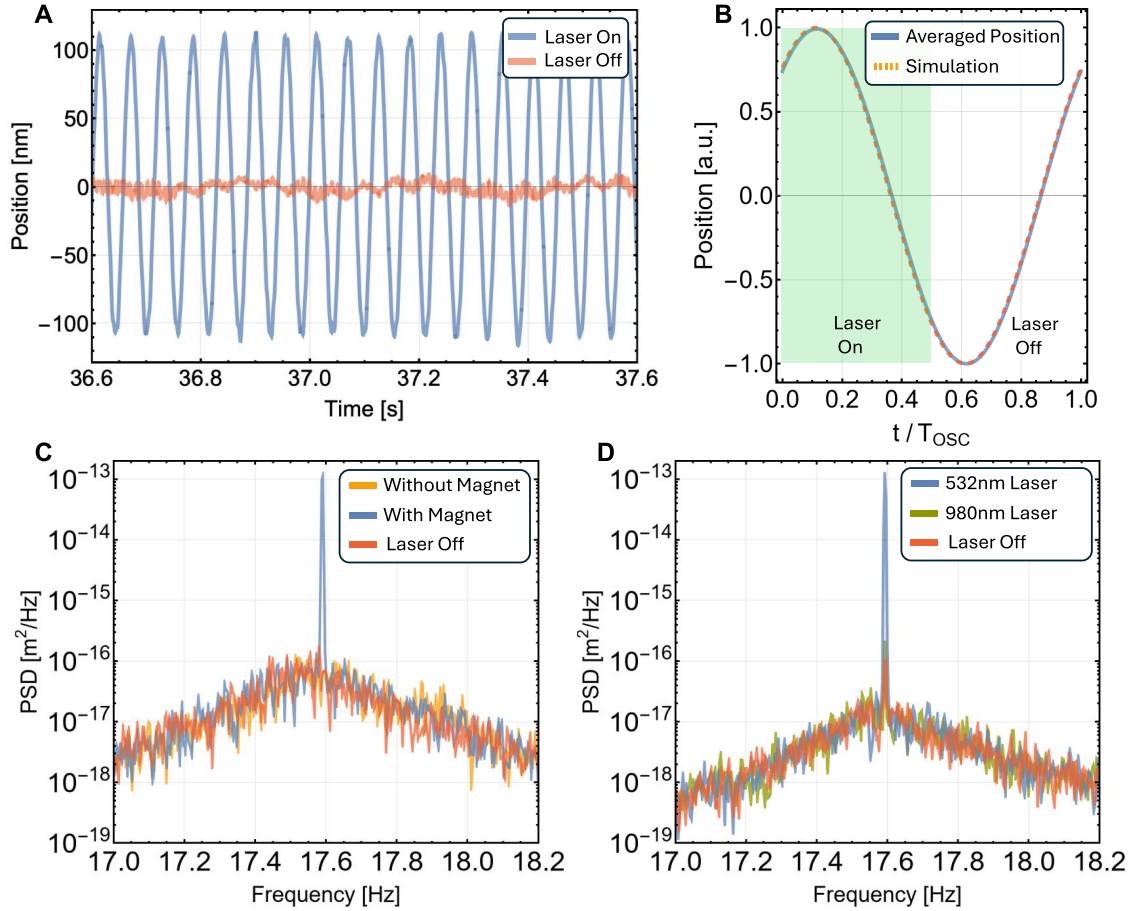 A
100
50
0
−50
−100
Position [nm]
Laser On
Laser Off
36.6
36.8
37.0
37.2
37.4
37.6
Time [s]
B
1.0
0.5
0.0
−0.5
−1.0
Position [a.u.]
Averaged Position
Simulation
Laser
On
Laser
Off
0.0
0.2
0.4
0.6
0.8
1.0
t / T_OSC
C
10⁻¹³
10⁻¹⁴
10⁻¹⁵
10⁻¹⁶
10⁻¹⁷
10⁻¹⁸
10⁻¹⁹
PSD [m²/Hz]
Without Magnet
With Magnet
Laser Off
17.0
17.2
17.4
17.6
17.8
18.0
18.2
Frequency [Hz]
D
10⁻¹³
10⁻¹⁴
10⁻¹⁵
10⁻¹⁶
10⁻¹⁷
10⁻¹⁸
10⁻¹⁹
PSD [m²/Hz]
532nm Laser
980nm Laser
Laser Off
17.0
17.2
17.4
17.6
17.8
18.0
18.2
Frequency [Hz]